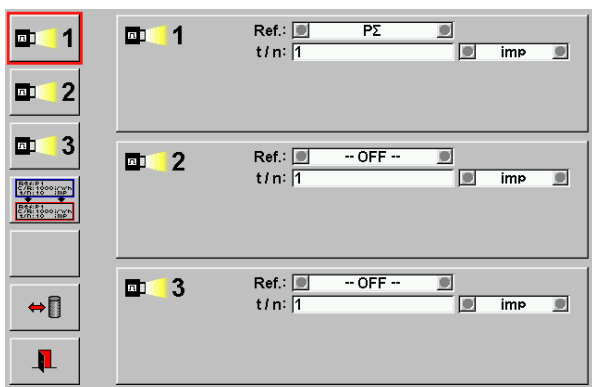 1
2
3
1
Ref.: PΣ
t / n: 1 imp
2
Ref.: -- OFF --
t / n: 1 imp
3
Ref.: -- OFF --
t / n: 1 imp